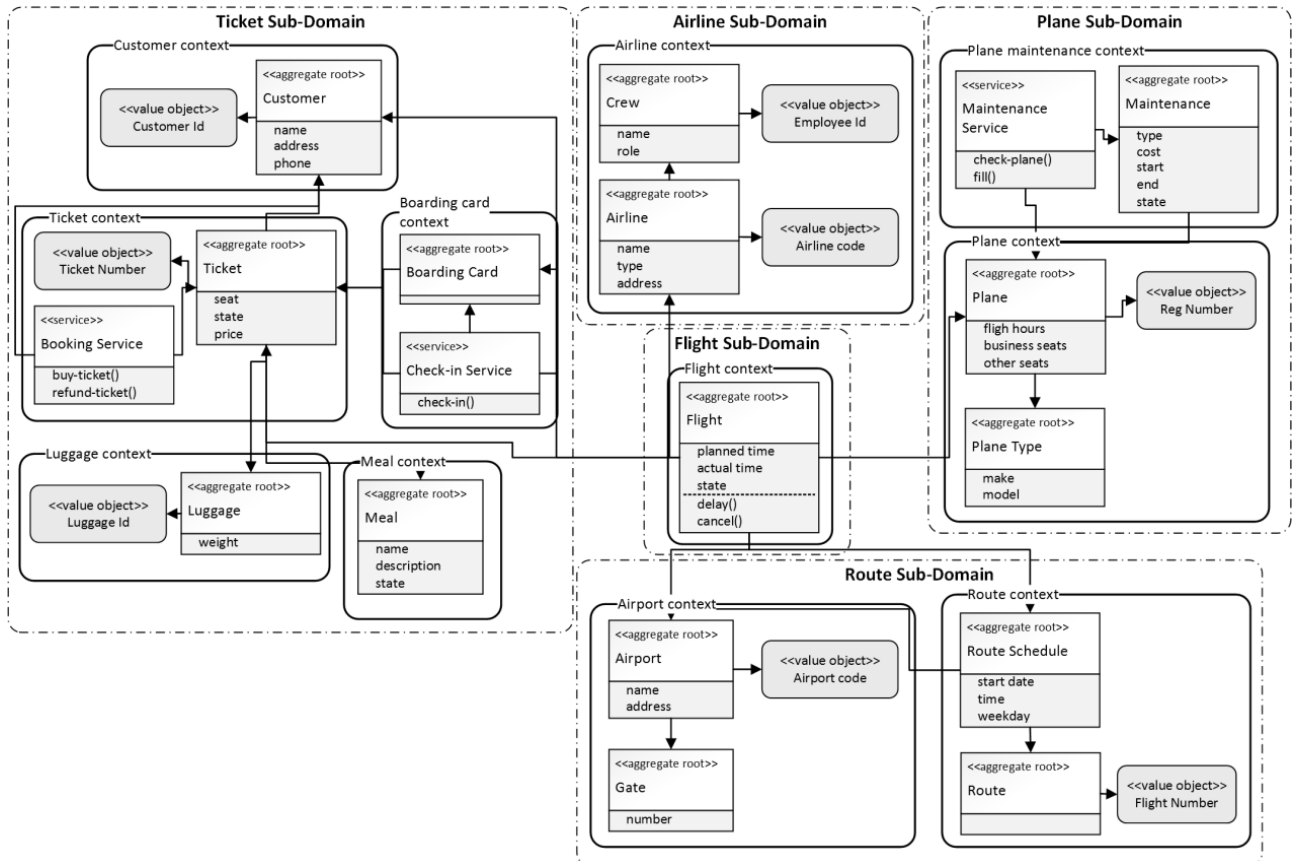 Ticket Sub-Domain
Customer context
<<aggregate root>>
Customer
name
address
phone
<<value object>>
Customer Id
Ticket context
<<value object>>
Ticket Number
<<aggregate root>>
Ticket
seat
state
price
<<service>>
Booking Service
buy-ticket()
refund-ticket()
Boarding card
context
<<aggregate root>>
Boarding Card
<<service>>
Check-in Service
check-in()
Luggage context
<<value object>>
Luggage Id
<<aggregate root>>
Luggage
weight
Meal context
<<aggregate root>>
Meal
name
description
state
Airline Sub-Domain
Airline context
<<aggregate root>>
Crew
name
role
<<value object>>
Employee Id
<<aggregate root>>
Airline
name
type
address
<<value object>>
Airline code
Flight Sub-Domain
Flight context
<<aggregate root>>
Flight
planned time
actual time
state
delay()
cancel()
Plane Sub-Domain
Plane maintenance context
<<service>>
Maintenance
Service
check-plane()
fill()
<<aggregate root>>
Maintenance
type
cost
start
end
state
Plane context
<<aggregate root>>
Plane
fligh hours
business seats
other seats
<<value object>>
Reg Number
<<aggregate root>>
Plane Type
make
model
Route Sub-Domain
Airport context
<<aggregate root>>
Airport
name
address
<<value object>>
Airport code
<<aggregate root>>
Gate
number
Route context
<<aggregate root>>
Route Schedule
start date
time
weekday
<<aggregate root>>
Route
<<value object>>
Flight Number